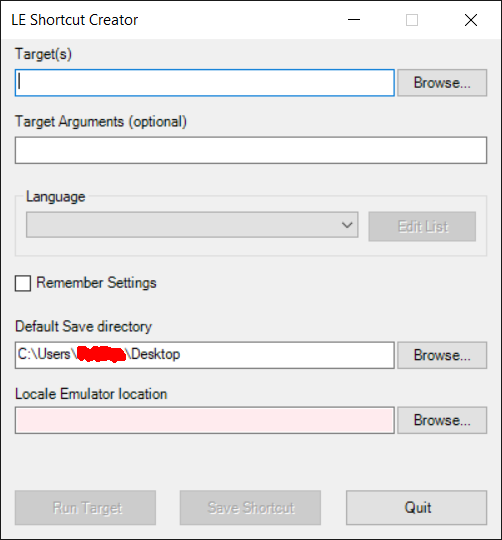 LE Shortcut Creator
Target(s)
Browse...
Target Arguments (optional)
Language
Edit List
Remember Settings
Default Save directory
C:\Users\ \Desktop
Browse...
Locale Emulator location
Browse...
Run Target
Save Shortcut
Quit